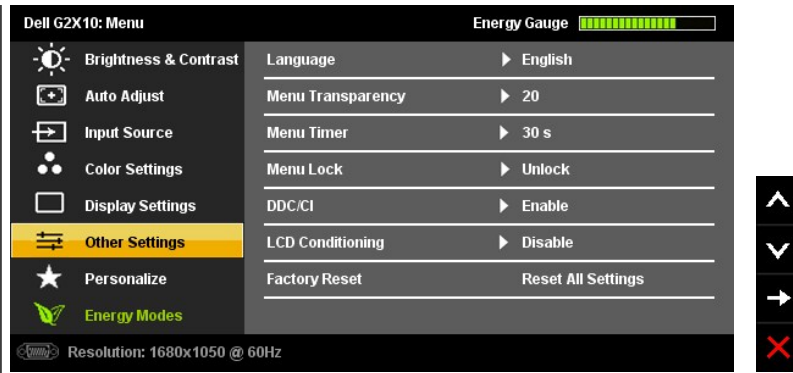 Dell G2X10: Menu Energy Gauge
Brightness & Contrast Language English
Auto Adjust Menu Transparency 20
Input Source Menu Timer 30 s
Color Settings Menu Lock Unlock
Display Settings DDC/CI Enable
Other Settings LCD Conditioning Disable
Personalize Factory Reset Reset All Settings
Energy Modes
Resolution: 1680x1050 @ 60Hz